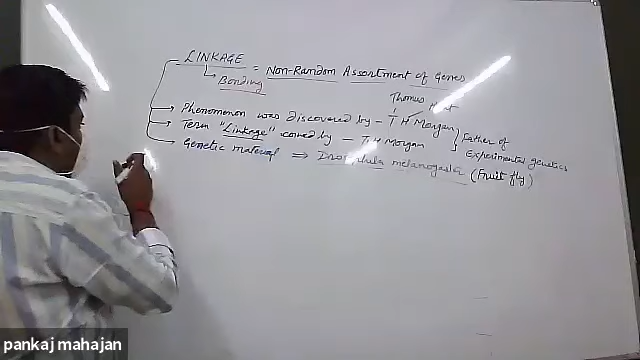 LINKAGE = Non-Random Assortment of Genes
Bonding
Thomas Hunt
Phenomenon was discovered by - T H Morgan
Term "Linkage" coined by - T. H Morgan
Father of Experimental genetics
Genetic material ⇒ Drosophila melanogaster (Fruit fly)
pankaj mahajan